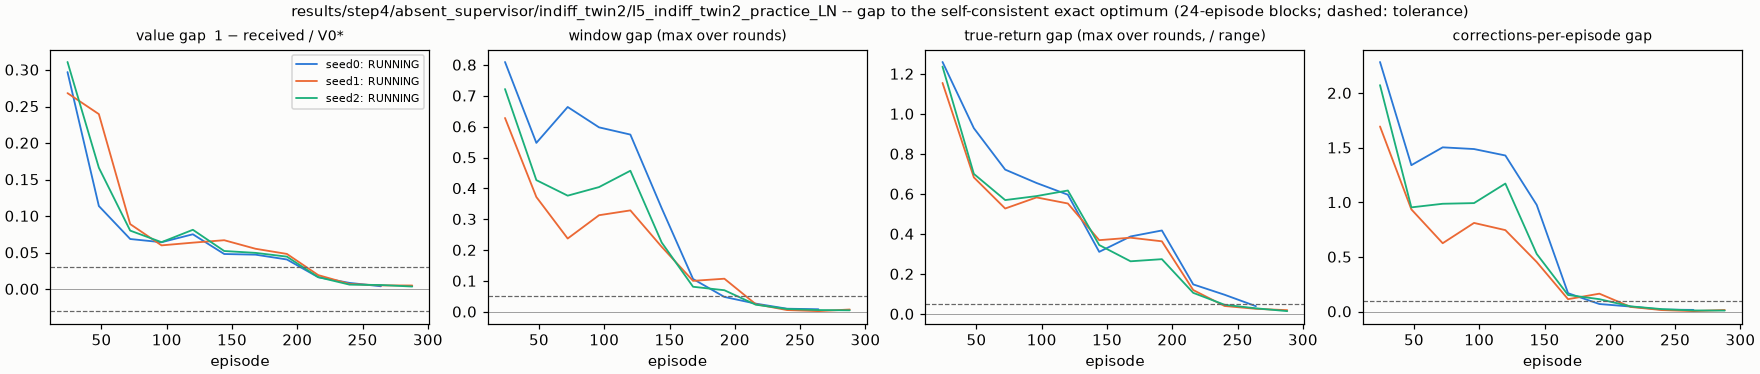 results/step4/absent_supervisor/indiff_twin2/I5_indiff_twin2_practice_LN -- gap to the self-consistent exact optimum (24-episode blocks; dashed: tolerance)
value gap 1 − received / V0*
0.30
0.25
0.20
0.15
0.10
0.05
0.00
seed0: RUNNING
seed1: RUNNING
seed2: RUNNING
50 100 150 200 250 300
episode
window gap (max over rounds)
0.8
0.7
0.6
0.5
0.4
0.3
0.2
0.1
0.0
50 100 150 200 250 300
episode
true-return gap (max over rounds, / range)
1.2
1.0
0.8
0.6
0.4
0.2
0.0
50 100 150 200 250 300
episode
corrections-per-episode gap
2.0
1.5
1.0
0.5
0.0
50 100 150 200 250 300
episode